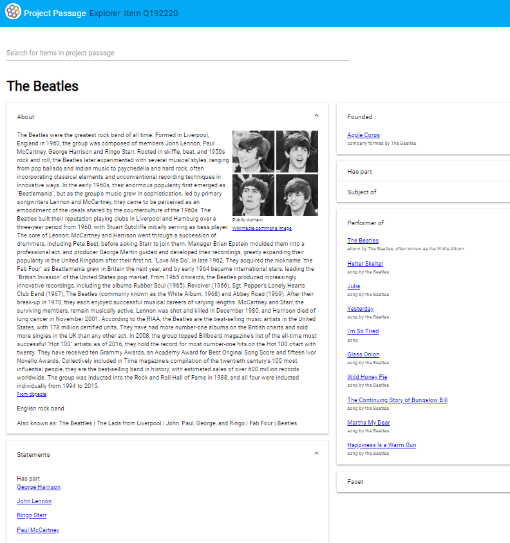 Project Passage Explorer Item Q192220
Search for items in project passage
The Beatles
About
The Beatles were the greatest rock band of all time. Formed in Liverpool,
England in 1960, the group was composed of members John Lennon, Paul
McCartney, George Harrison and Ringo Starr. Rooted in skiffle, beat, and 1950s
rock and roll, the Beatles later experimented with several musical styles, ranging
from pop ballads and Indian music to psychedelia and hard rock, often
incorporating classical elements and unconventional recording techniques in
innovative ways. In the early 1960s, their enormous popularity first emerged as
"Beatlemania", but as the group's music grew in sophistication, led by primary
songwriters Lennon and McCartney, they came to be perceived as an
embodiment of the ideals shared by the counterculture of the 1960s. The
Beatles built their reputation playing clubs in Liverpool and Hamburg over a
three-year period from 1960, with Stuart Sutcliffe initially serving as bass player.
The core of Lennon, McCartney and Harrison went through a succession of
drummers, including Pete Best, before asking Starr to join them. Manager Brian Epstein moulded them into a
professional act, and producer George Martin guided and developed their recordings, greatly expanding their
popularity in the United Kingdom after their first hit, "Love Me Do", in late 1962. They acquired the nickname "the
Fab Four" as Beatlemania grew in Britain the next year, and by early 1964 became international stars, leading the
"British Invasion" of the United States pop market. From 1965 onwards, the Beatles produced increasingly
innovative recordings, including the albums Rubber Soul (1965), Revolver (1966), Sgt. Pepper's Lonely Hearts
Club Band (1967), The Beatles (commonly known as the White Album, 1968) and Abbey Road (1969). After their
break-up in 1970, they each enjoyed successful musical careers of varying lengths. McCartney and Starr, the
surviving members, remain musically active. Lennon was shot and killed in December 1980, and Harrison died of
lung cancer in November 2001. According to the RIAA, the Beatles are the best-selling music artists in the United
States, with 178 million certified units. They have had more number-one albums on the British charts and sold
more singles in the UK than any other act. In 2008, the group topped Billboard magazine's list of the all-time most
successful "Hot 100" artists; as of 2016, they hold the record for most number-one hits on the Hot 100 chart with
twenty. They have received ten Grammy Awards, an Academy Award for Best Original Song Score and fifteen Ivor
Novello Awards. Collectively included in Time magazine's compilation of the twentieth century's 100 most
influential people, they are the best-selling band in history, with estimated sales of over 600 million records
worldwide. The group was inducted into the Rock and Roll Hall of Fame in 1988, and all four were inducted
individually from 1994 to 2015.
From dbpedia
Public domain
Wikimedia commons image
English rock band
Also known as: The Beatles | The Lads from Liverpool | John, Paul, George, and Ringo | Fab Four | Beatles
Statements
Has part
George Harrison
John Lennon
Ringo Starr
Paul McCartney
Founded
Apple Corps
company formed by The Beatles
Has part
Subject of
Performer of
The Beatles
album by The Beatles, often known as the White Album
Helter Skelter
song by the Beatles
Julia
song by the Beatles
Yesterday
song by the Beatles
I'm So Tired
song
Glass Onion
song by the Beatles
Wild Honey Pie
song by the Beatles
The Continuing Story of Bungalow Bill
song by the Beatles
Martha My Dear
song by the Beatles
Happiness Is a Warm Gun
song by the Beatles
Facet